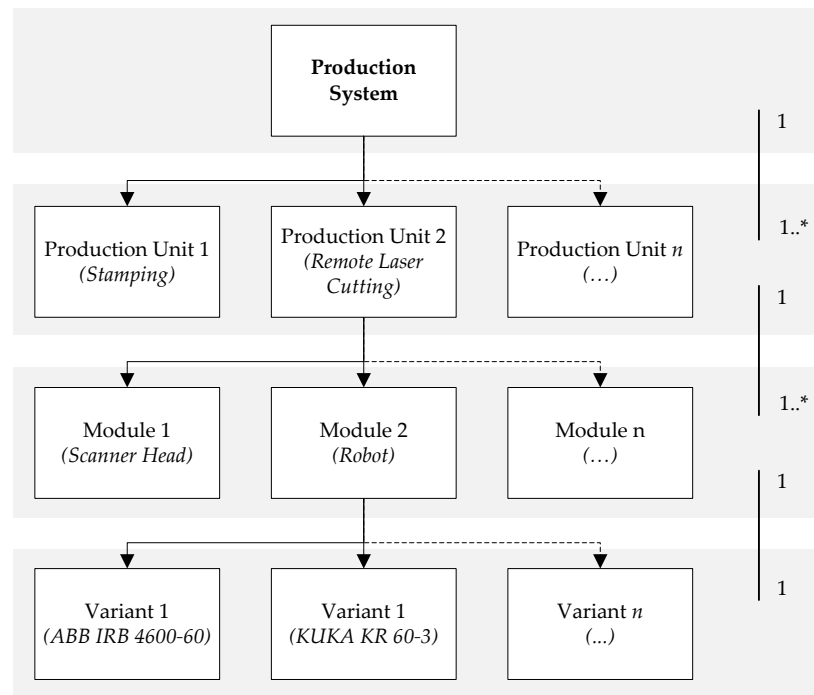 Production
System
1
Production Unit 1
(Stamping)
Production Unit 2
(Remote Laser
Cutting)
Production Unit n
(…)
1..*
1
Module 1
(Scanner Head)
Module 2
(Robot)
Module n
(…)
1..*
1
Variant 1
(ABB IRB 4600-60)
Variant 1
(KUKA KR 60-3)
Variant n
(...)
1